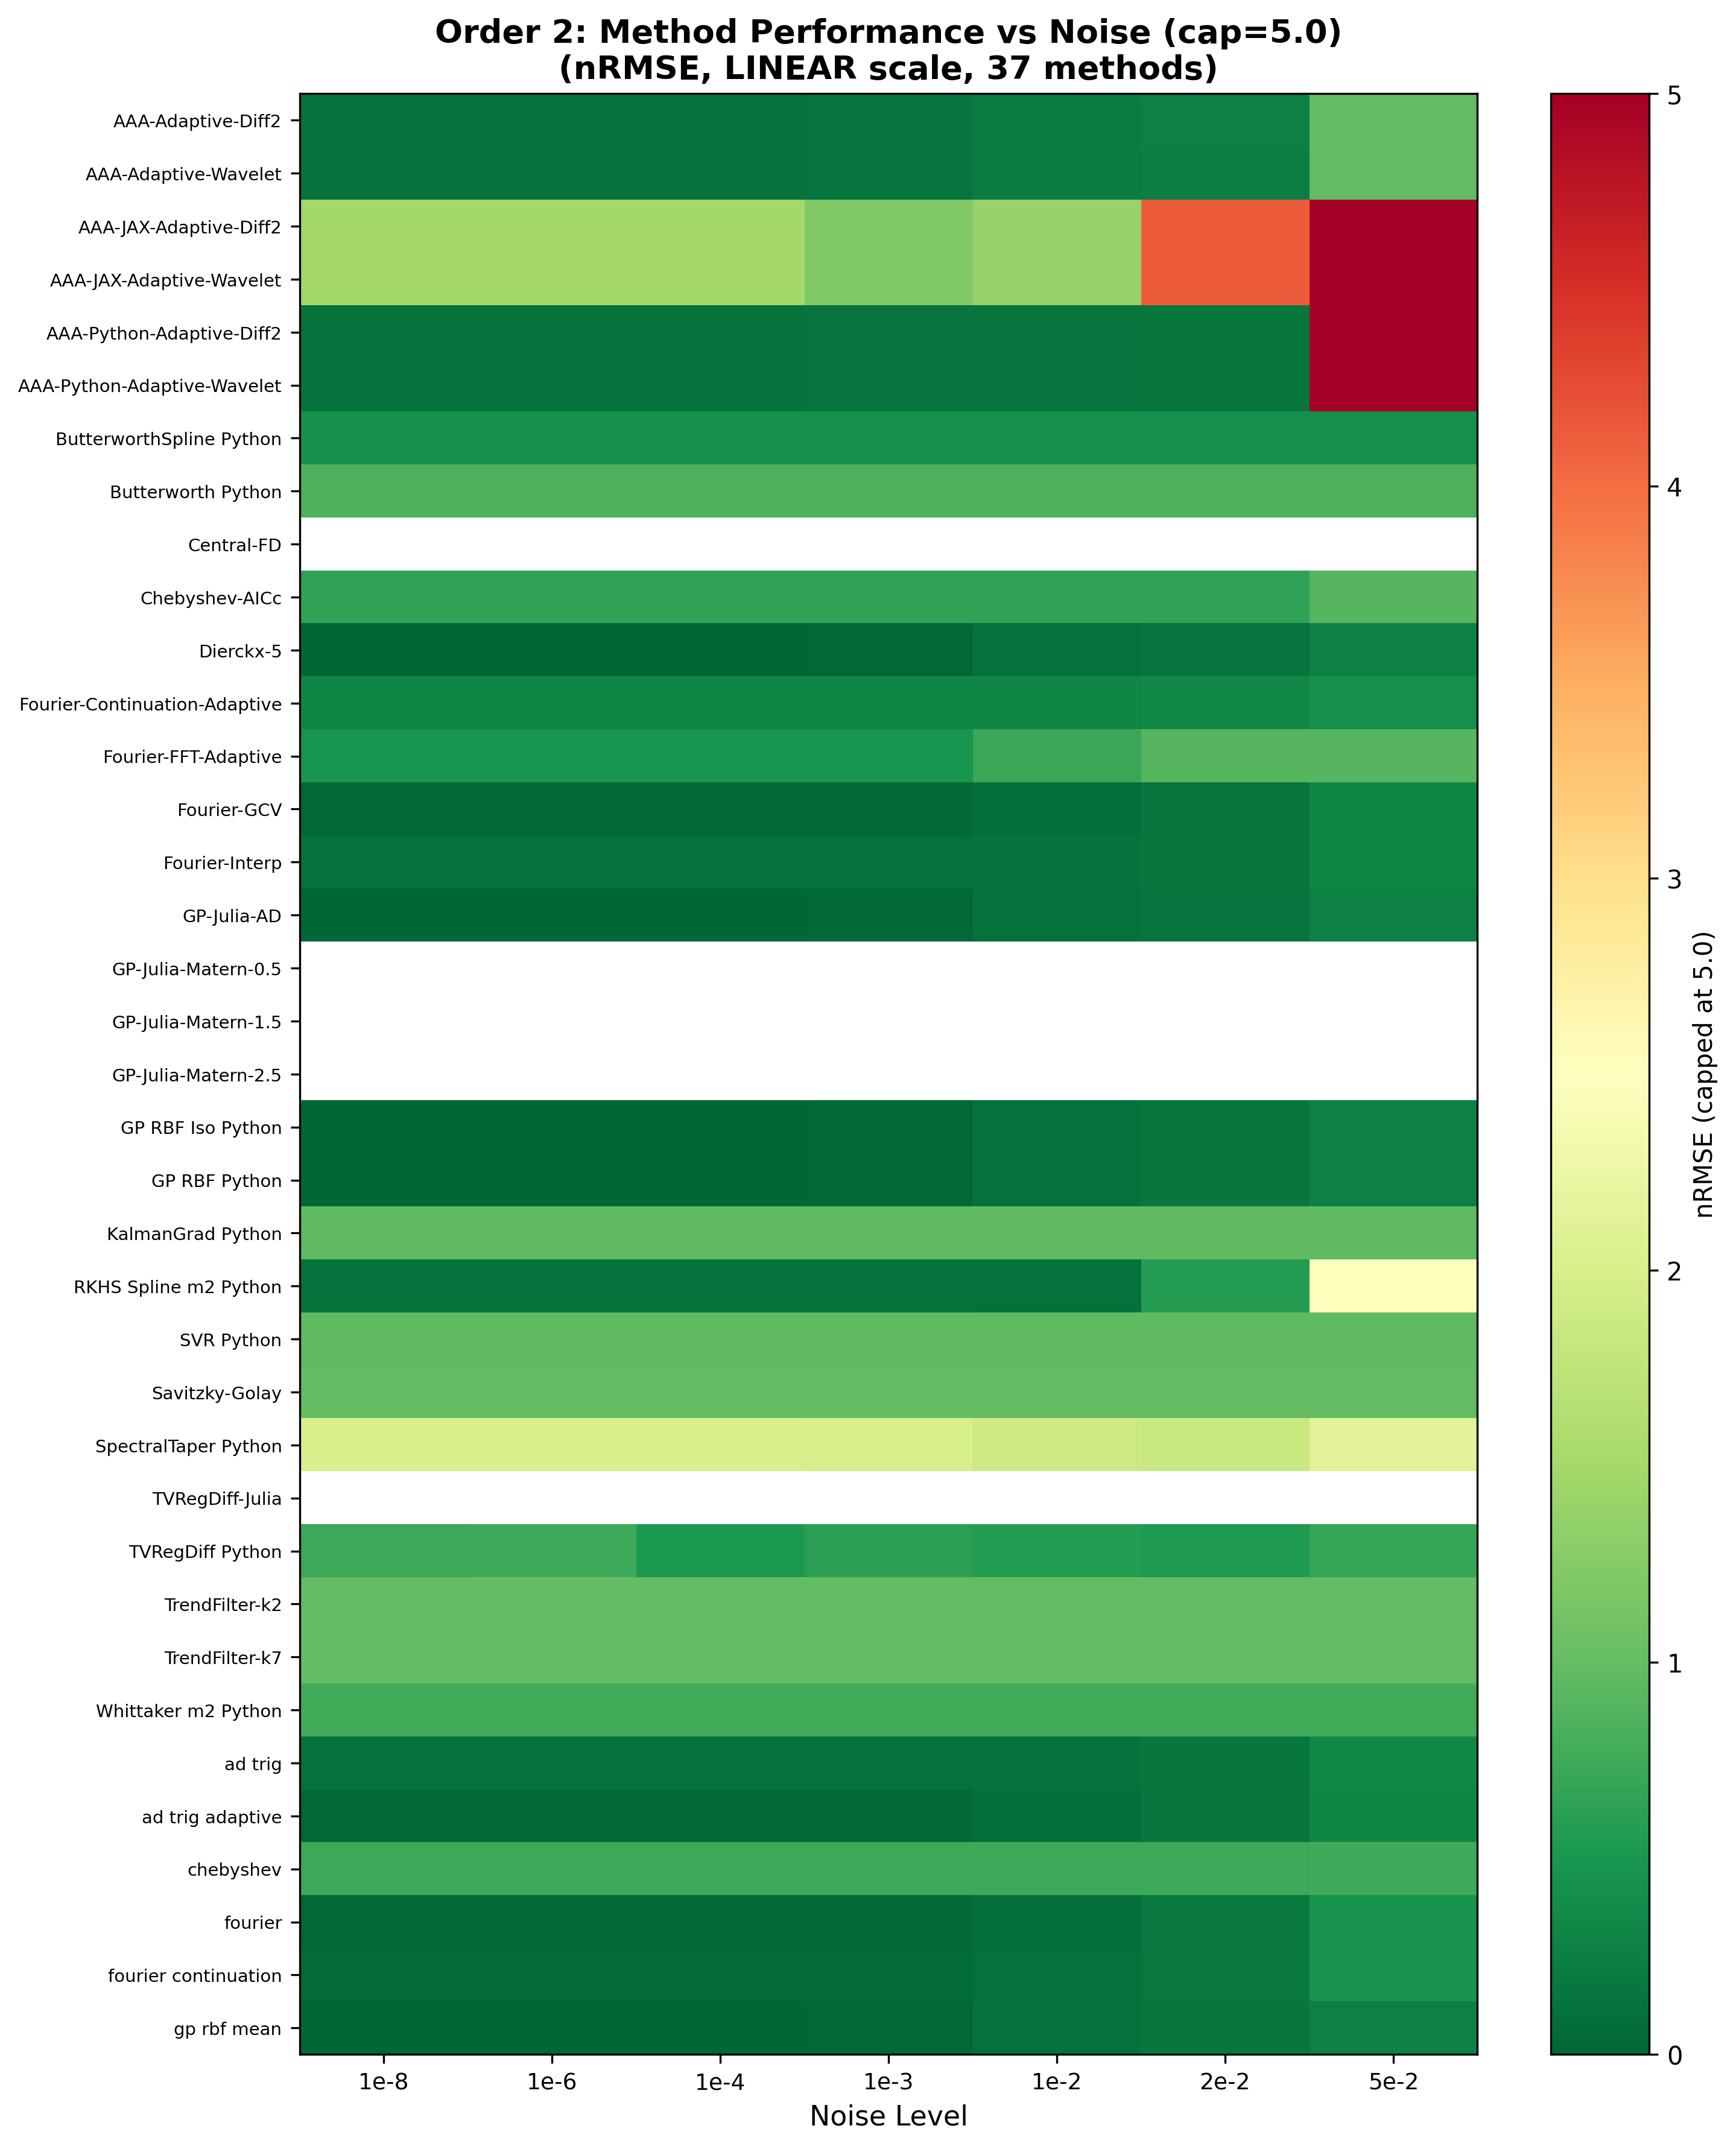 Order 2: Method Performance vs Noise (cap=5.0)
(nRMSE, LINEAR scale, 37 methods)
AAA-Adaptive-Diff2
AAA-Adaptive-Wavelet
AAA-JAX-Adaptive-Diff2
AAA-JAX-Adaptive-Wavelet
AAA-Python-Adaptive-Diff2
AAA-Python-Adaptive-Wavelet
ButterworthSpline Python
Butterworth Python
Central-FD
Chebyshev-AICc
Dierckx-5
Fourier-Continuation-Adaptive
Fourier-FFT-Adaptive
Fourier-GCV
Fourier-Interp
GP-Julia-AD
GP-Julia-Matern-0.5
GP-Julia-Matern-1.5
GP-Julia-Matern-2.5
GP RBF Iso Python
GP RBF Python
KalmanGrad Python
RKHS Spline m2 Python
SVR Python
Savitzky-Golay
SpectralTaper Python
TVRegDiff-Julia
TVRegDiff Python
TrendFilter-k2
TrendFilter-k7
Whittaker m2 Python
ad trig
ad trig adaptive
chebyshev
fourier
fourier continuation
gp rbf mean
1e-8
1e-6
1e-4
1e-3
1e-2
2e-2
5e-2
Noise Level
5
4
3
2
1
0
nRMSE (capped at 5.0)